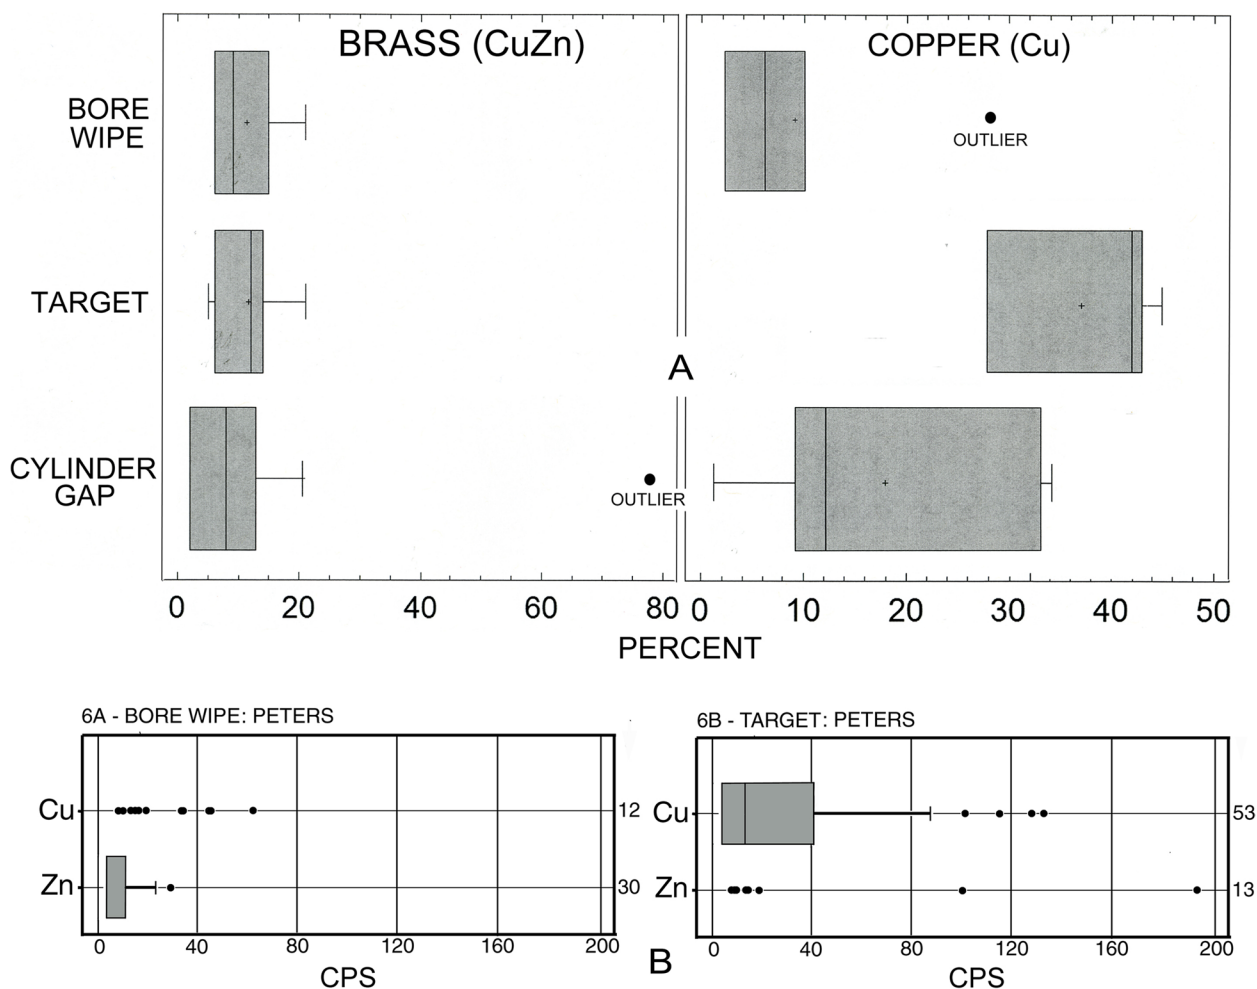 BRASS (CuZn)
COPPER (Cu)
BORE
WIPE
OUTLIER
TARGET
A
CYLINDER
GAP
OUTLIER
0 20 40 60 80 0 10 20 30 40 50
PERCENT
6A - BORE WIPE: PETERS
6B - TARGET: PETERS
Cu 12
Cu 53
Zn 30
Zn 13
0 40 80 120 160 200
0 40 80 120 160 200
CPS
B
CPS